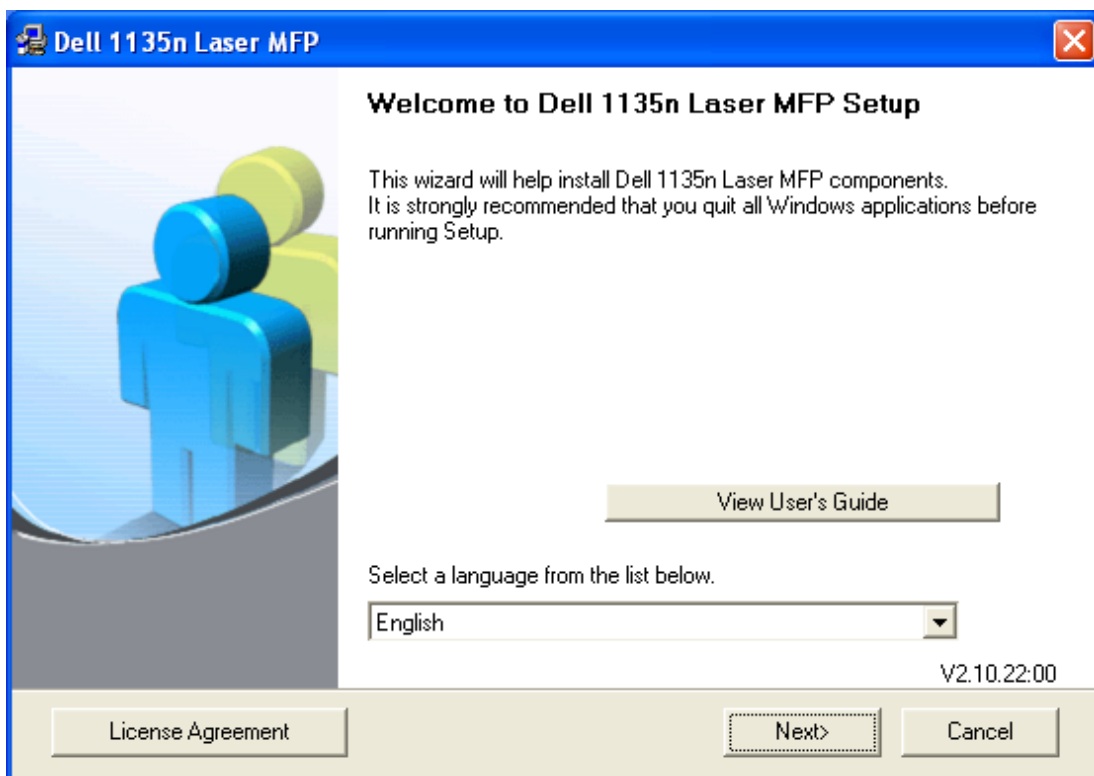 Dell 1135n Laser MFP
Welcome to Dell 1135n Laser MFP Setup
This wizard will help install Dell 1135n Laser MFP components.
It is strongly recommended that you quit all Windows applications before
running Setup.
View User's Guide
Select a language from the list below.
English
V2.10.22:00
License Agreement
Next>
Cancel